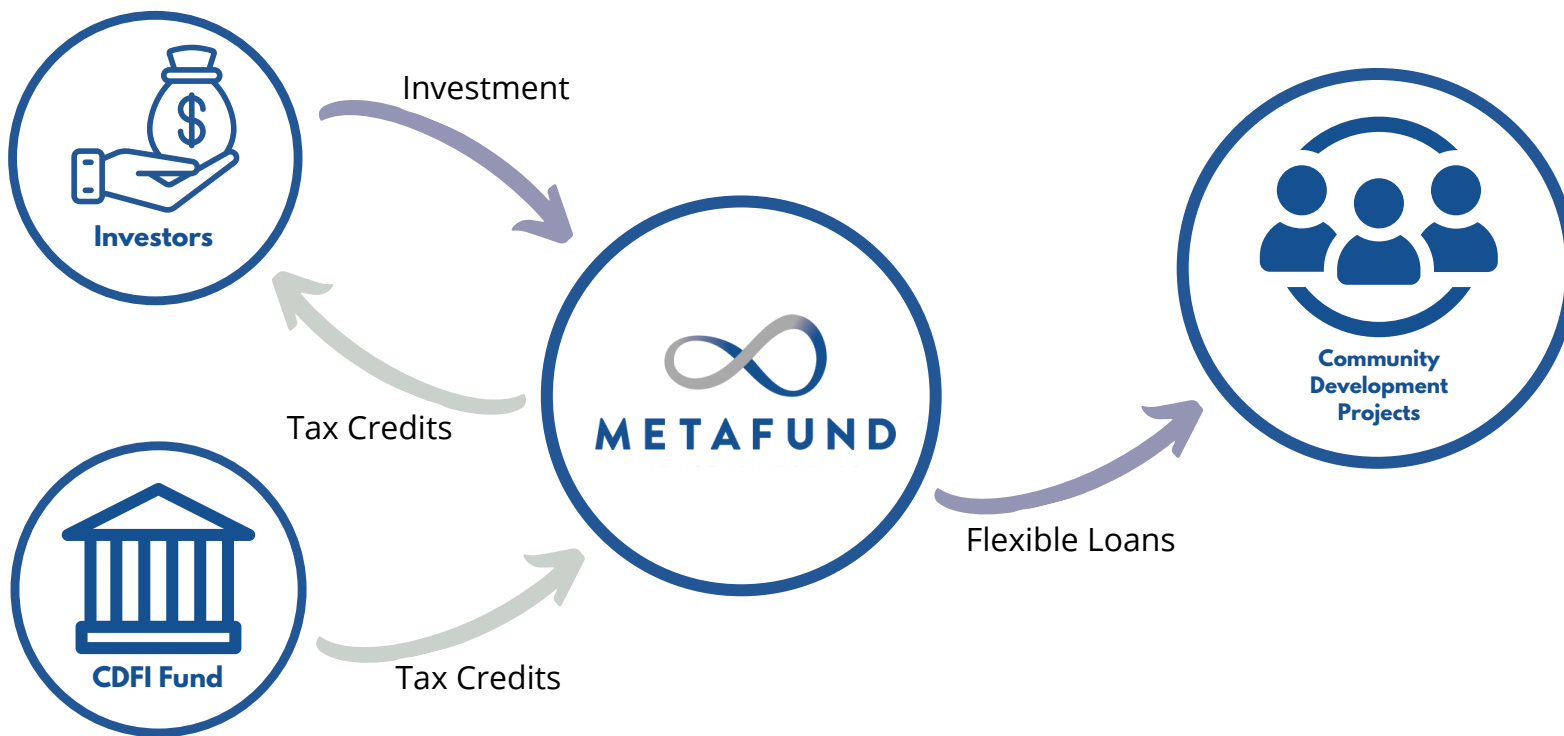 Investment
$
Investors
Tax Credits
METAFUND
Community
Development
Projects
Flexible Loans
CDFI Fund
Tax Credits